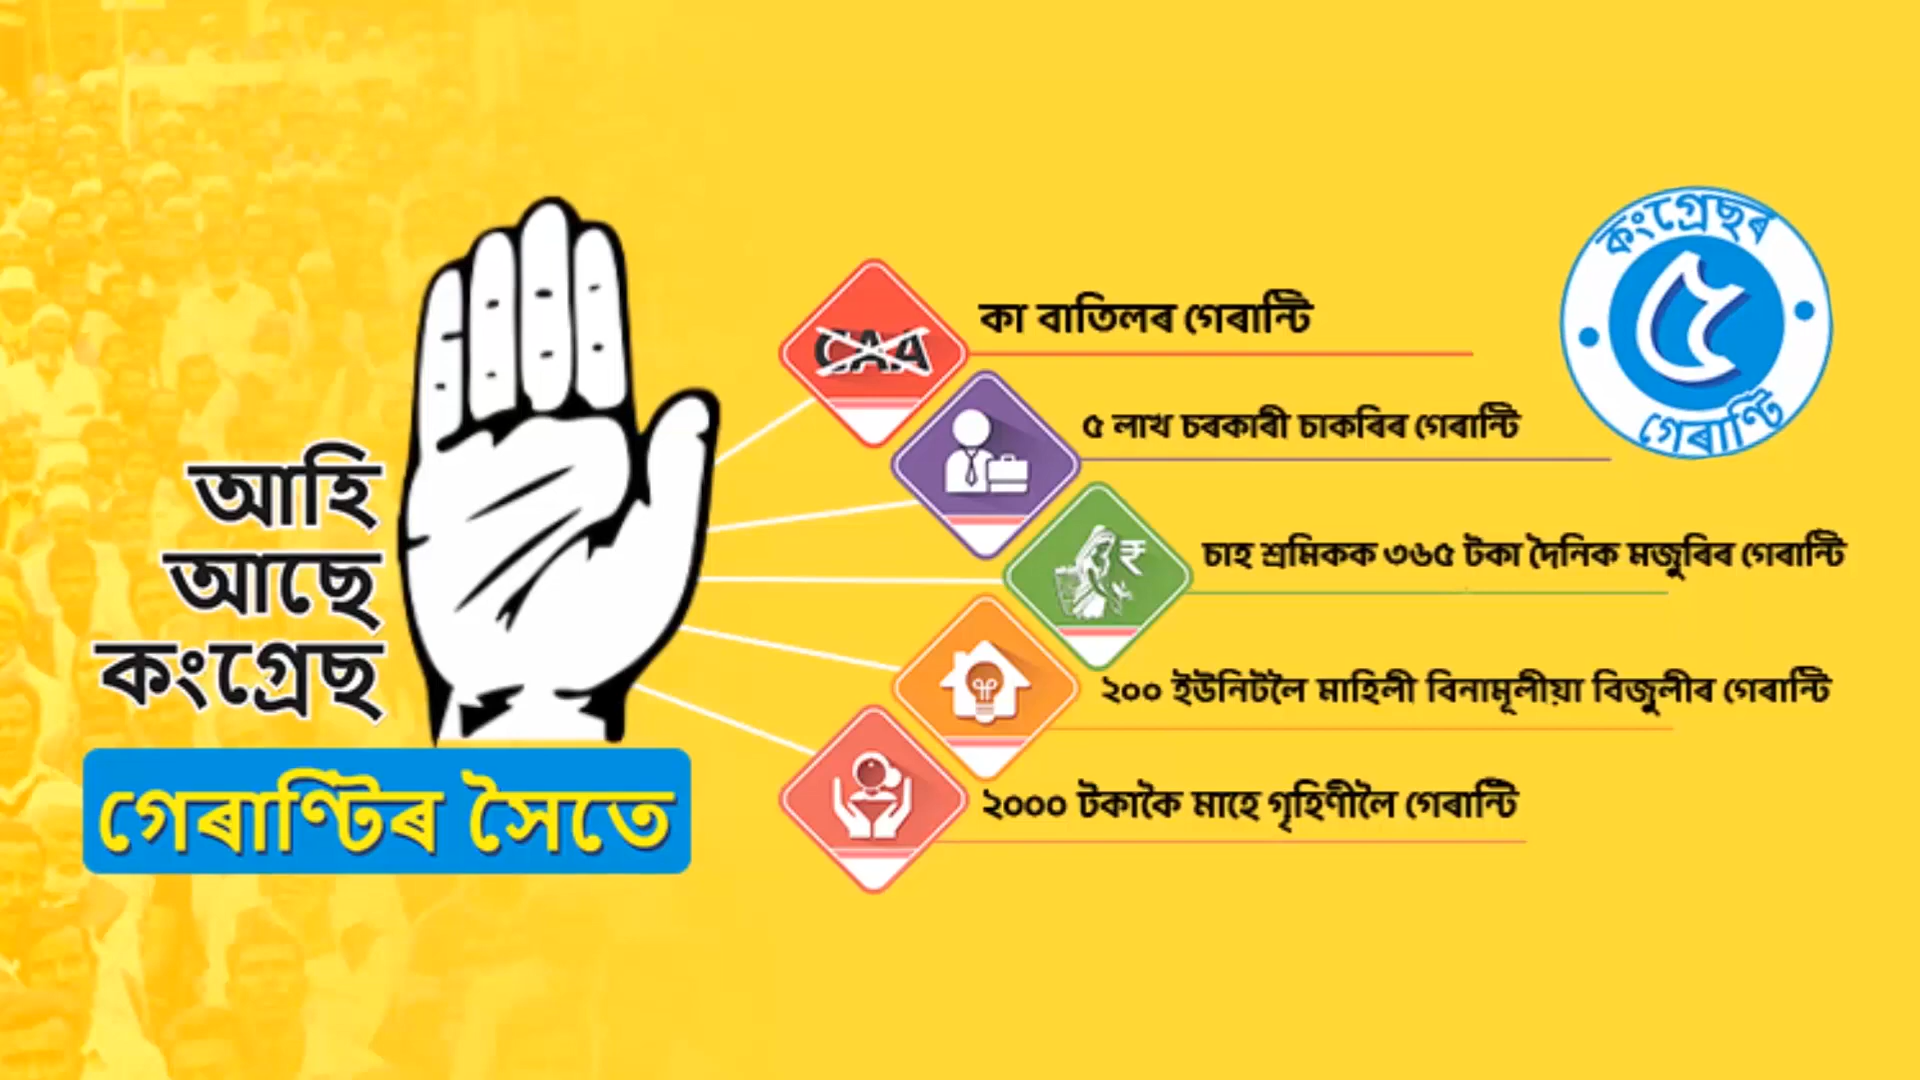 আহি
আছে
কংগ্ৰেছ
গেৰাণ্টিৰ সৈতে
CAA
কা বাতিলৰ গেৰান্টি
৫ লাখ চৰকাৰী চাকৰিৰ গেৰান্টি
চাহ শ্ৰমিকক ৩৬৫ টকা দৈনিক মজুৰিৰ গেৰান্টি
₹
২০০ ইউনিটলৈ মাহিলী বিনামূলীয়া বিজুলীৰ গেৰান্টি
২০০০ টকাকৈ মাহে গৃহিণীলৈ গেৰান্টি
কংগ্ৰেছৰ
৫
গেৰাণ্টি